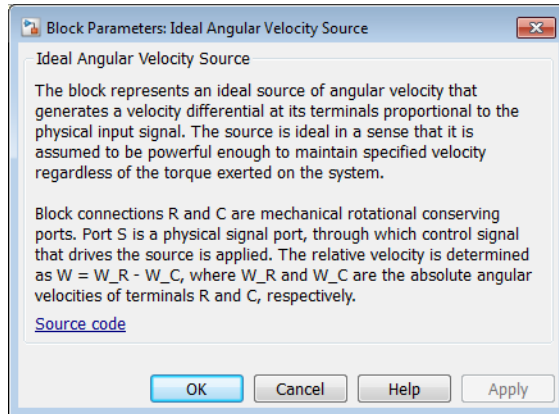 Block Parameters: Ideal Angular Velocity Source
Ideal Angular Velocity Source
The block represents an ideal source of angular velocity that
generates a velocity differential at its terminals proportional to the
physical input signal. The source is ideal in a sense that it is
assumed to be powerful enough to maintain specified velocity
regardless of the torque exerted on the system.
Block connections R and C are mechanical rotational conserving
ports. Port S is a physical signal port, through which control signal
that drives the source is applied. The relative velocity is determined
as W = W_R - W_C, where W_R and W_C are the absolute angular
velocities of terminals R and C, respectively.
Source code
OK Cancel Help Apply